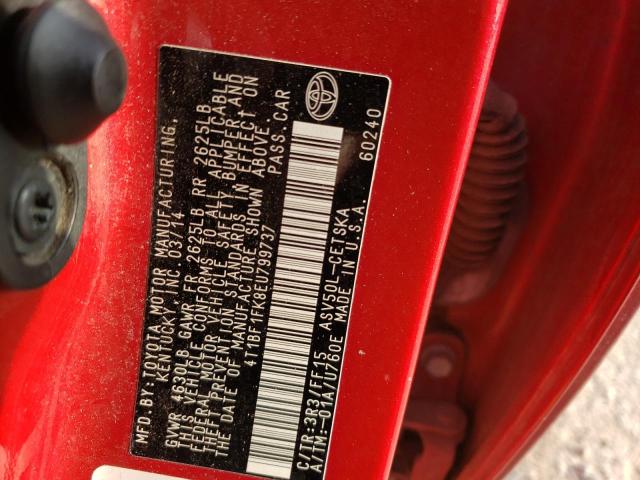 MFD.BY:TOYOTA MOTOR MANUFACTURING,
KENTUCKY, INC. 03/14
GVWR 4630LB GAWR FR 2625LB RR 2625LB
THIS VEHICLE CONFORMS TO ALL APPLICABLE
FEDERAL MOTOR VEHICLE SAFETY, BUMPER AND
THEFT PREVENTION STANDARDS IN EFFECT ON
THE DATE OF MANUFACTURE SHOWN ABOVE.
4T1BF1FK8EU799737 PASS.CAR
C/TR:3R3/FF15 ASV50L-CETSKA
A/TM:-01A/U760E MADE IN U.S.A.
60240